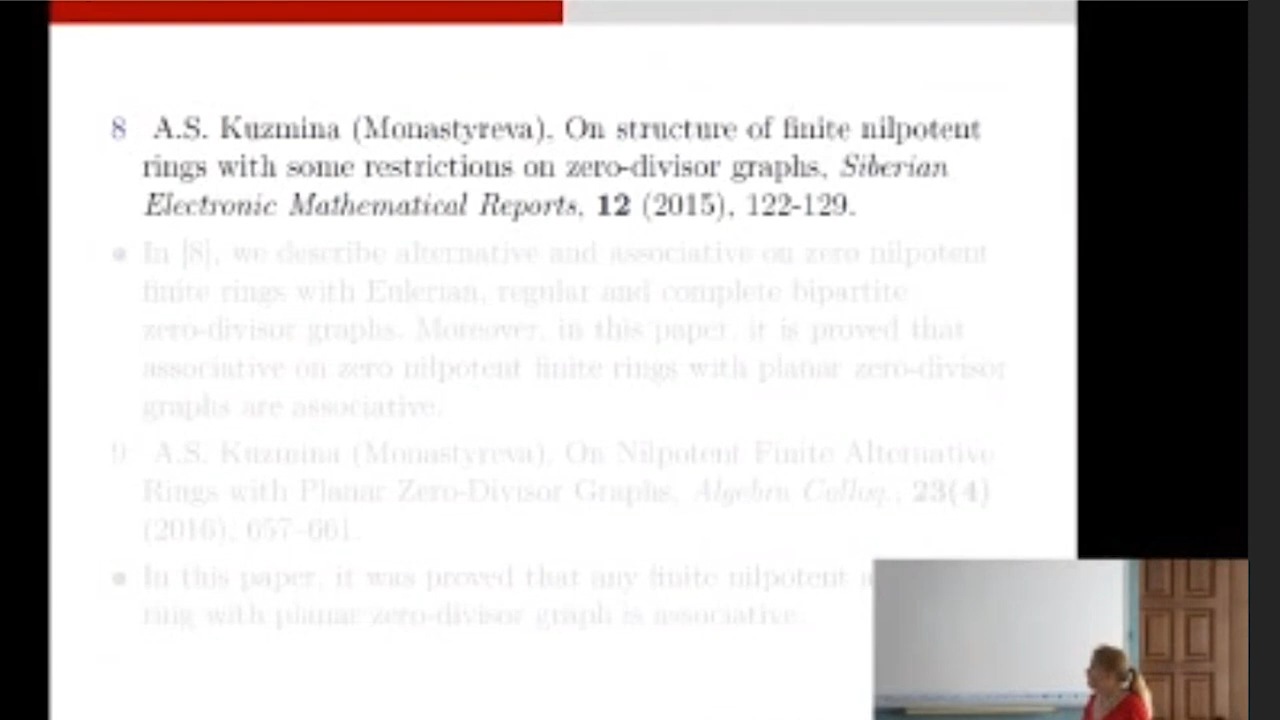 8 A.S. Kuzmina (Monastyreva), On structure of finite nilpotent
rings with some restrictions on zero-divisor graphs, Siberian
Electronic Mathematical Reports, 12 (2015), 122-129.
• In [8], we describe alternative and associative on zero nilpotent
finite rings with Eulerian, regular and complete bipartite
zero-divisor graphs. Moreover, in this paper, it is proved that
associative on zero nilpotent finite rings with planar zero-divisor
graphs are associative.
9 A.S. Kuzmina (Monastyreva), On Nilpotent Finite Alternative
Rings with Planar Zero-Divisor Graphs, Algebra Colloq., 23(4)
(2016), 657–661.
• In this paper, it was proved that any finite nilpotent
ring with planar zero-divisor graph is associative.